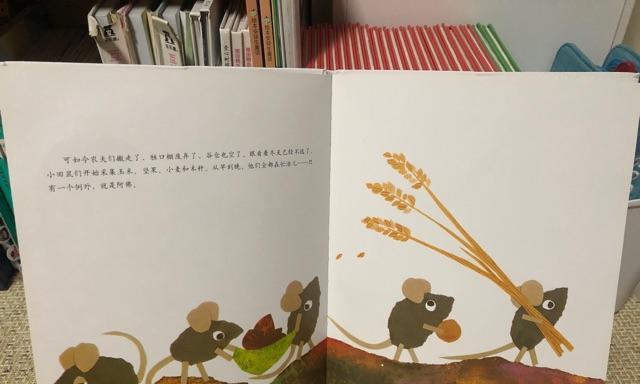 可如今农夫们搬走了，牲口棚废弃了，谷仓也空了。眼看着冬天已经不远了，
小田鼠们开始采集玉米、坚果、小麦和禾秆。从早到晚，他们全都在忙活儿——只
有一个例外，就是阿佛。